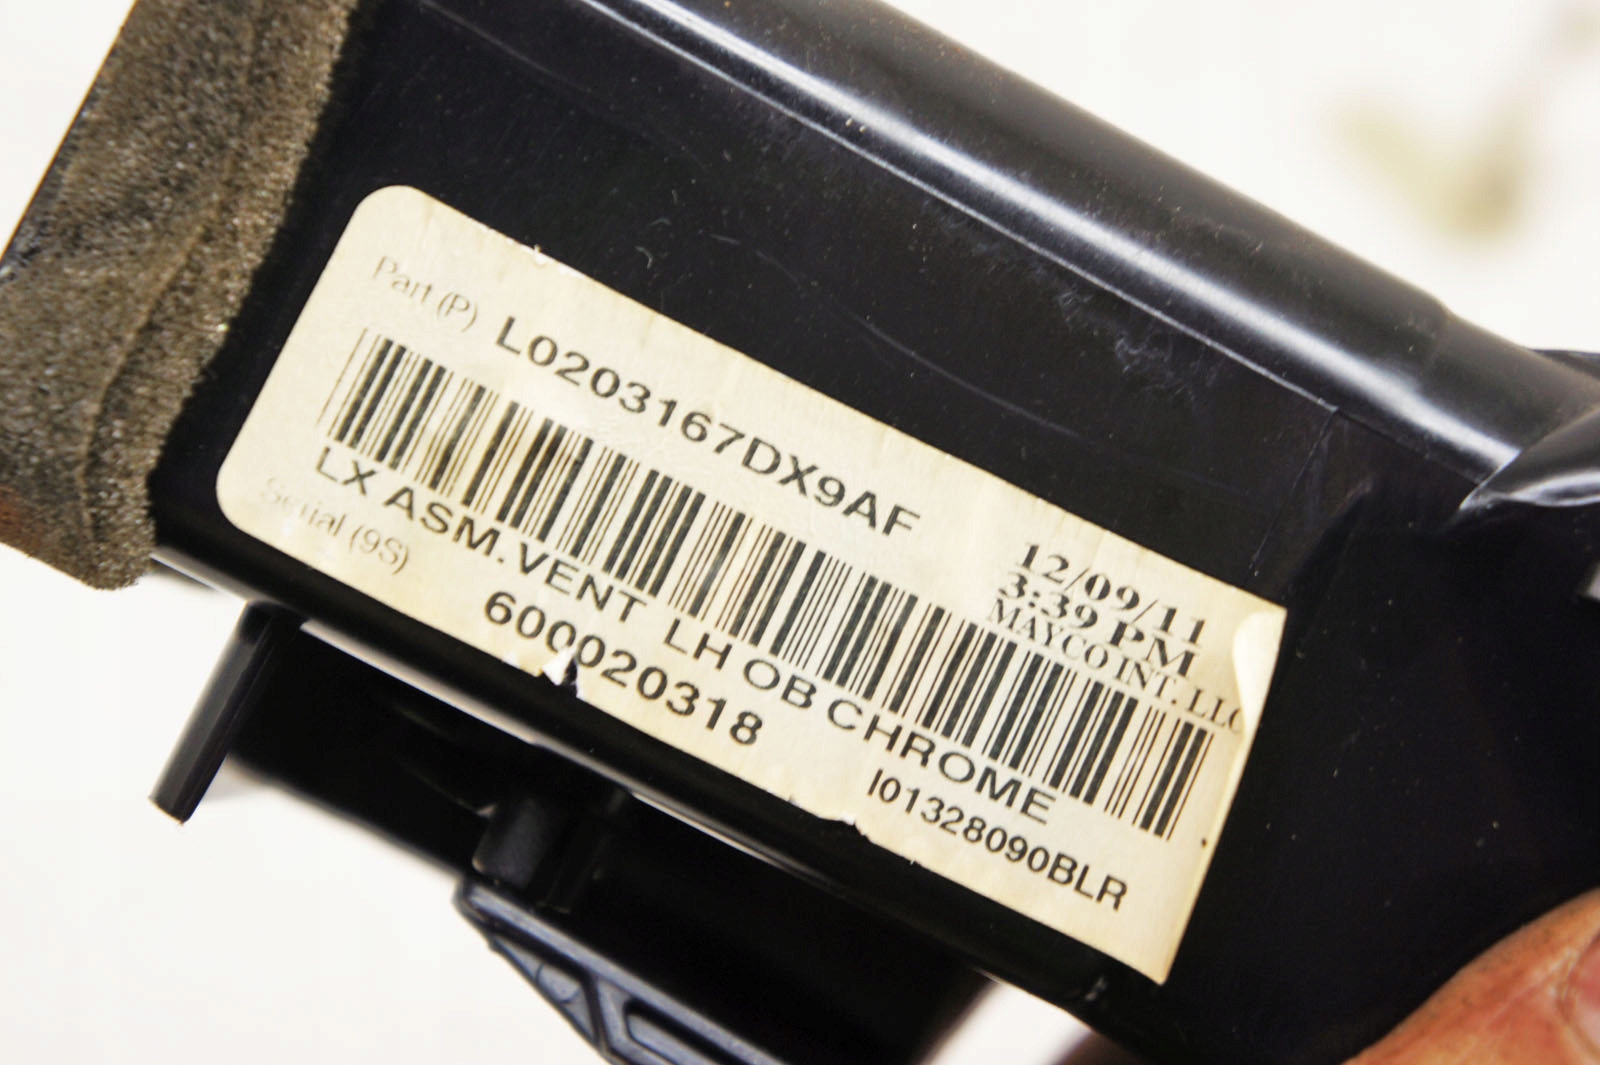 Part (P) L0203167DX9AF
12/09/11
3:39 PM
MAYCO INT. LLC
LX ASM.VENT LH OB CHROME
Serial (9S)
600020318
I01328090BLR